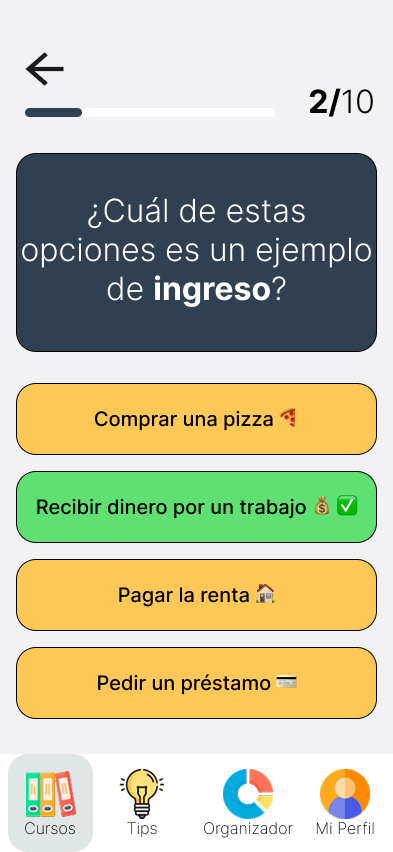 2/10
¿Cuál de estas
opciones es un ejemplo
de ingreso?
Comprar una pizza 🍕
Recibir dinero por un trabajo 💰 ✅
Pagar la renta 🏠
Pedir un préstamo 💳
Cursos
Tips
Organizador
Mi Perfil